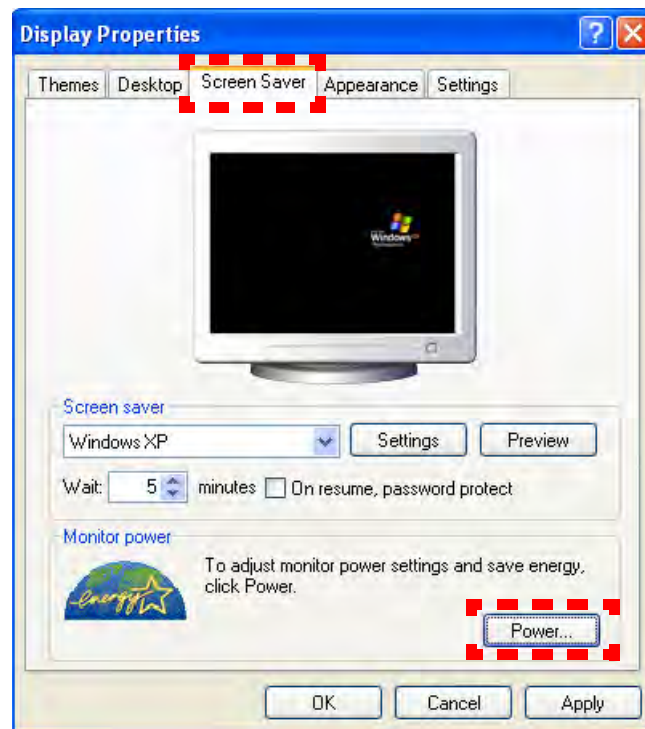 Display Properties
Themes Desktop Screen Saver Appearance Settings
Windows
Screen saver
Windows XP Settings Preview
Wait: 5 minutes On resume, password protect
Monitor power
To adjust monitor power settings and save energy,
click Power.
energy
Power...
OK Cancel Apply